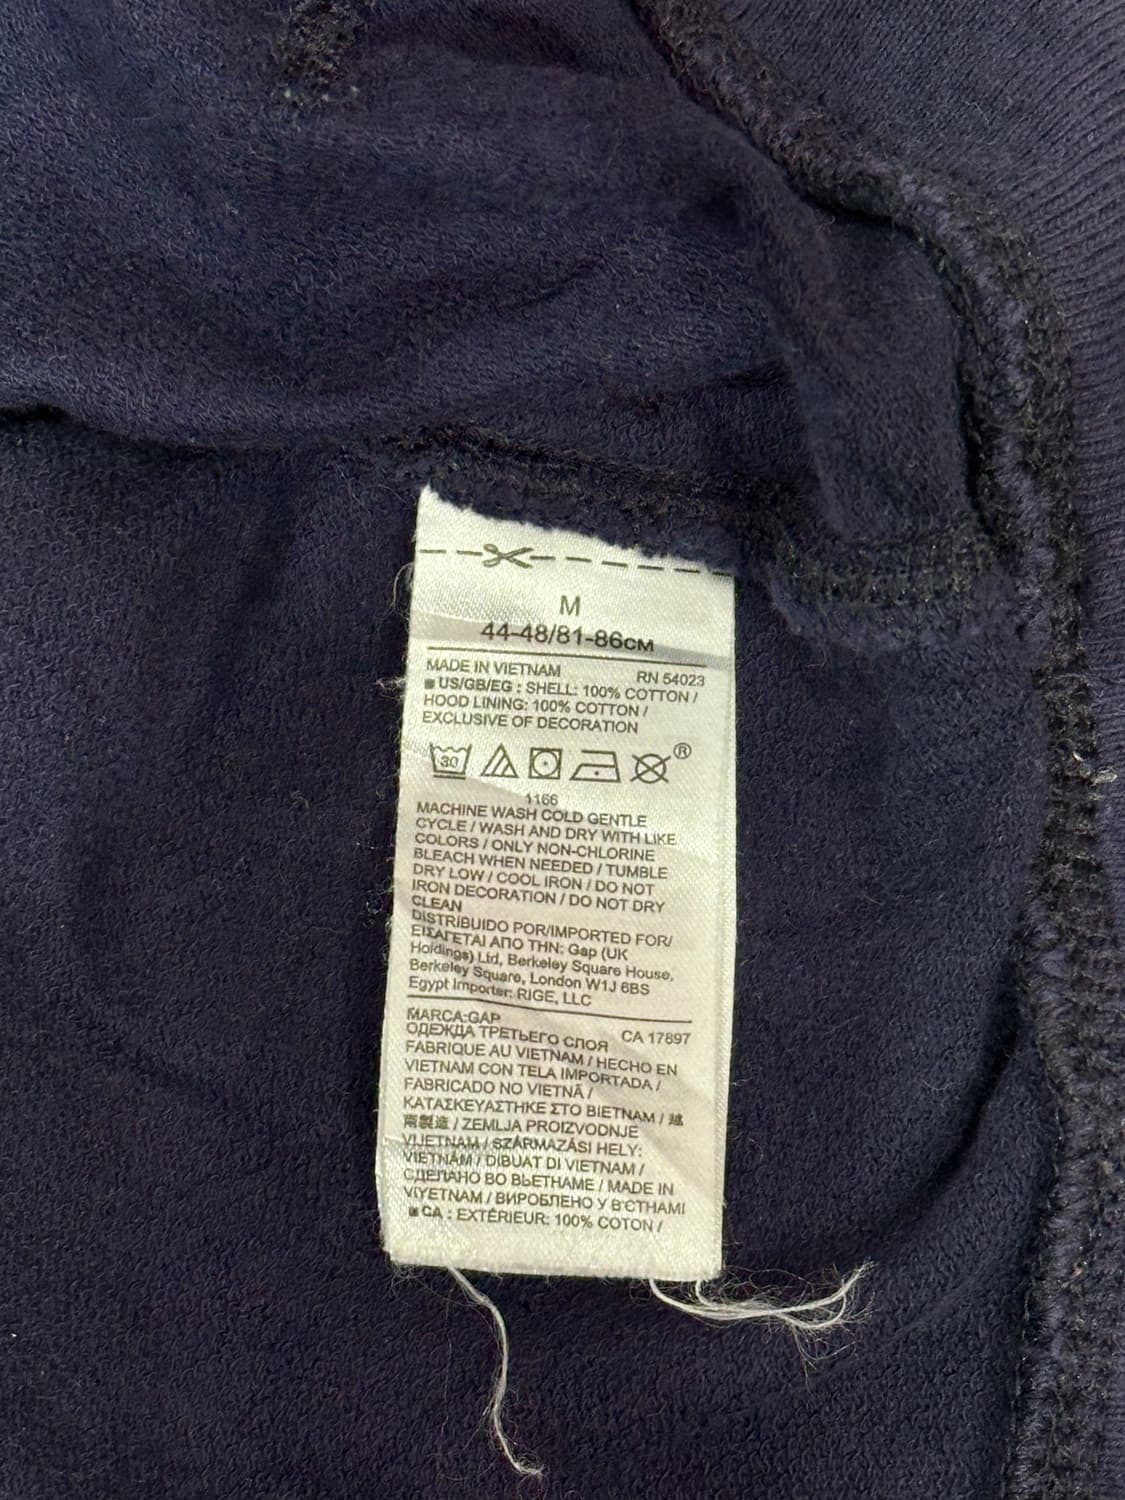 M
44-48/81-86см
MADE IN VIETNAM RN 54023
US/GB/EG : SHELL: 100% COTTON /
HOOD LINING: 100% COTTON /
EXCLUSIVE OF DECORATION
30 ®
1166
MACHINE WASH COLD GENTLE
CYCLE / WASH AND DRY WITH LIKE
COLORS / ONLY NON-CHLORINE
BLEACH WHEN NEEDED / TUMBLE
DRY LOW / COOL IRON / DO NOT
IRON DECORATION / DO NOT DRY
CLEAN
DISTRIBUIDO POR/IMPORTED FOR/
ΕΙΣΑΓΕΤΑΙ ΑΠΟ ΤΗΝ: Gap (UK
Holdings) Ltd, Berkeley Square House,
Berkeley Square, London W1J 6BS
Egypt Importer: RIGE, LLC
MARCA:GAP CA 17897
ОДЕЖДА ТРЕТЬЕГО СЛОЯ
FABRIQUE AU VIETNAM / HECHO EN
VIETNAM CON TELA IMPORTADA /
FABRICADO NO VIETNÃ /
ΚΑΤΑΣΚΕΥΑΣΤΗΚΕ ΣΤΟ ΒΙΕΤΝΑΜ / 越
南製造 / ZEMLJA PROIZVODNJE
VIJETNAM / SZÁRMAZÁSI HELY:
VIETNÁM / DIBUAT DI VIETNAM /
СДЕЛАНО ВО ВЬЕТНАМЕ / MADE IN
VIYETNAM / ВИРОБЛЕНО У В'ЄТНАМІ
CA : EXTÉRIEUR: 100% COTON /